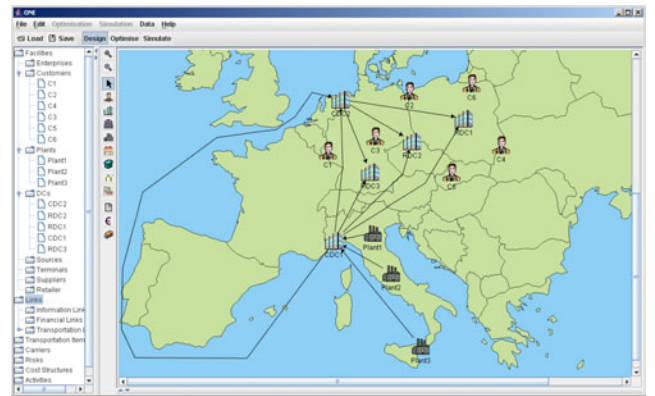 ONE
File Edit Optimisation Simulation Data Help
Load Save Design Optimise Simulate
Facilities
Enterprises
Customers
C1
C2
C4
C3
C5
C6
Plants
Plant1
Plant2
Plant3
DCs
CDC2
RDC2
RDC1
CDC1
RDC3
Sources
Terminals
Suppliers
Retailer
Links
Information Link
Financial Links
Transportation L
Transportation Item
Carriers
Risks
Cost Structures
Activities
C6
C2
CDC2
RDC1
C3
RDC2
C4
C1
RDC3
C5
Plant1
CDC1
Plant2
Plant3